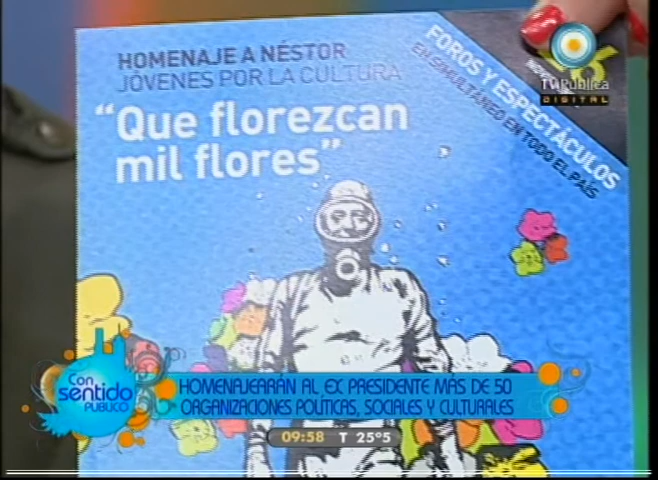 HOMENAJE A NÉSTOR
JÓVENES POR LA CULTURA
“Que florezcan
mil flores”
FOROS Y ESPECTÁCULOS
EN SIMULTÁNEO EN TODO EL PAÍS
TV Pública
DIGITAL
Con
sentido
PÚBLICO
HOMENAJEARÁN AL EX PRESIDENTE MÁS DE 50
ORGANIZACIONES POLÍTICAS, SOCIALES Y CULTURALES
09:58 T 25°5